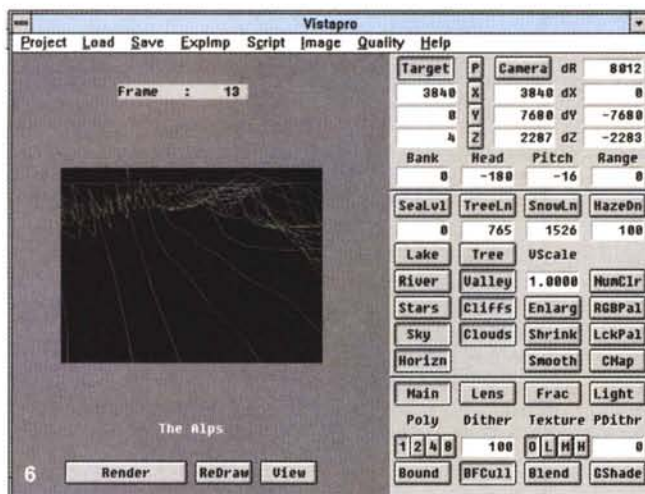 Vistapro
Project Load Save ExpImp Script Image Quality Help
Frame : 13
The Alps
6
Render ReDraw View
Target P Camera dR 8012
3840 X 3840 dX 0
0 Y 7680 dY -7680
4 Z 2287 dZ -2283
Bank Head Pitch Range
0 -180 -16 0
SeaLvl TreeLn SnowLn HazeDn
0 765 1526 100
Lake Tree VScale
River Valley 1.0000 NumClr
Stars Cliffs Enlarg RGBPal
Sky Clouds Shrink LckPal
Horizn Smooth CMap
Main Lens Frac Light
Poly Dither Texture PDithr
1 2 4 8 100 O L M H 0
Bound BFCull Blend GShade